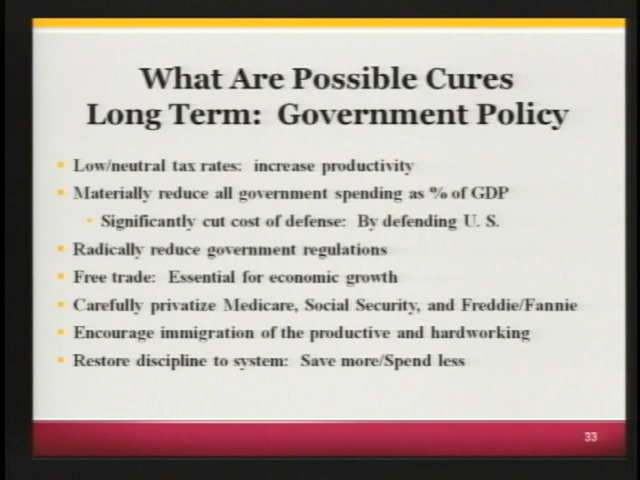 What Are Possible Cures
Long Term: Government Policy
Low/neutral tax rates: increase productivity
Materially reduce all government spending as % of GDP
Significantly cut cost of defense: By defending U. S.
Radically reduce government regulations
Free trade: Essential for economic growth
Carefully privatize Medicare, Social Security, and Freddie/Fannie
Encourage immigration of the productive and hardworking
Restore discipline to system: Save more/Spend less
33